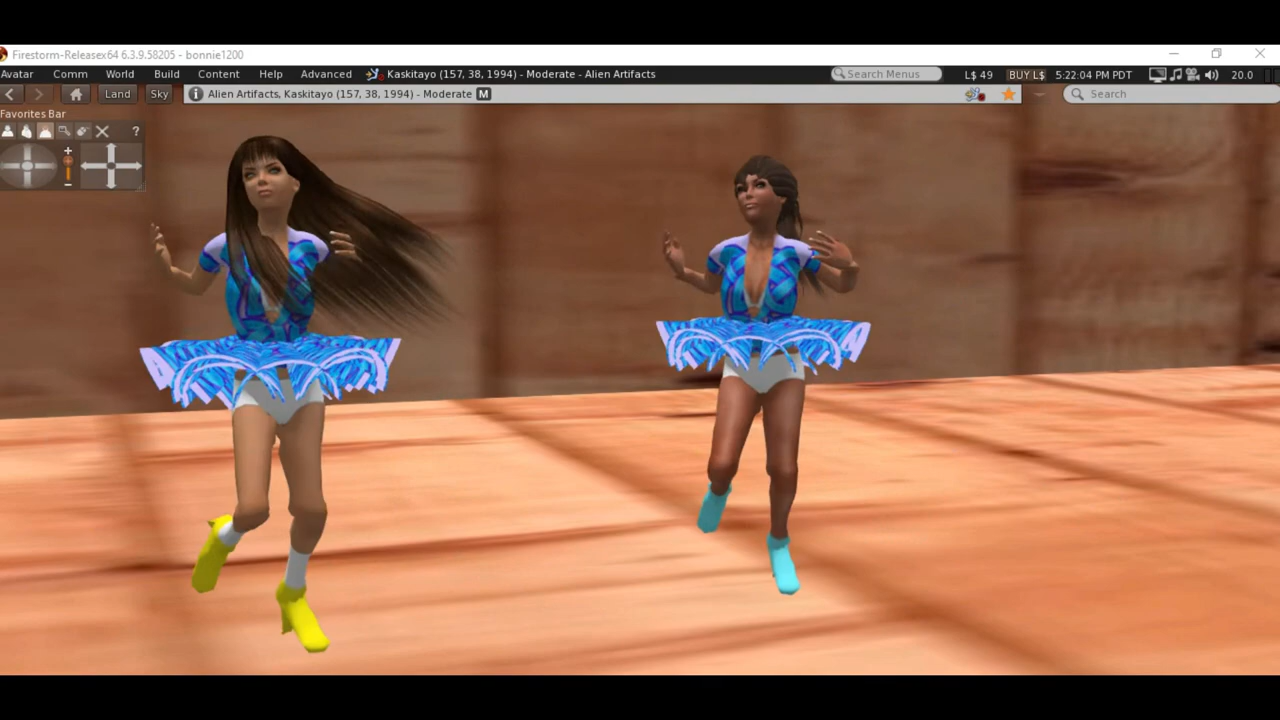 Firestorm-Releasex64 6.3.9.58205 - bonnie1200
Avatar Comm World Build Content Help Advanced Kaskitayo (157, 38, 1994) - Moderate - Alien Artifacts Search Menus L$ 49 BUY L$ 5:22:04 PM PDT 20.0
Land Sky Alien Artifacts, Kaskitayo (157, 38, 1994) - Moderate M Search
Favorites Bar
?